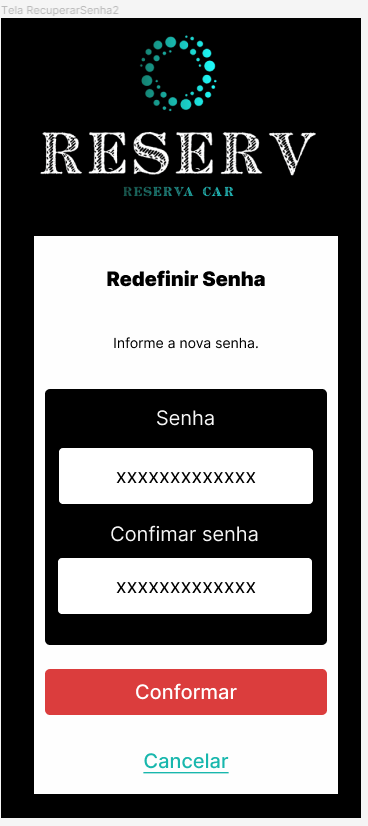 Tela RecuperarSenha2
RESERV
RESERVA CAR
Redefinir Senha
Informe a nova senha.
Senha
xxxxxxxxxxxxx
Confimar senha
xxxxxxxxxxxxx
Conformar
Cancelar